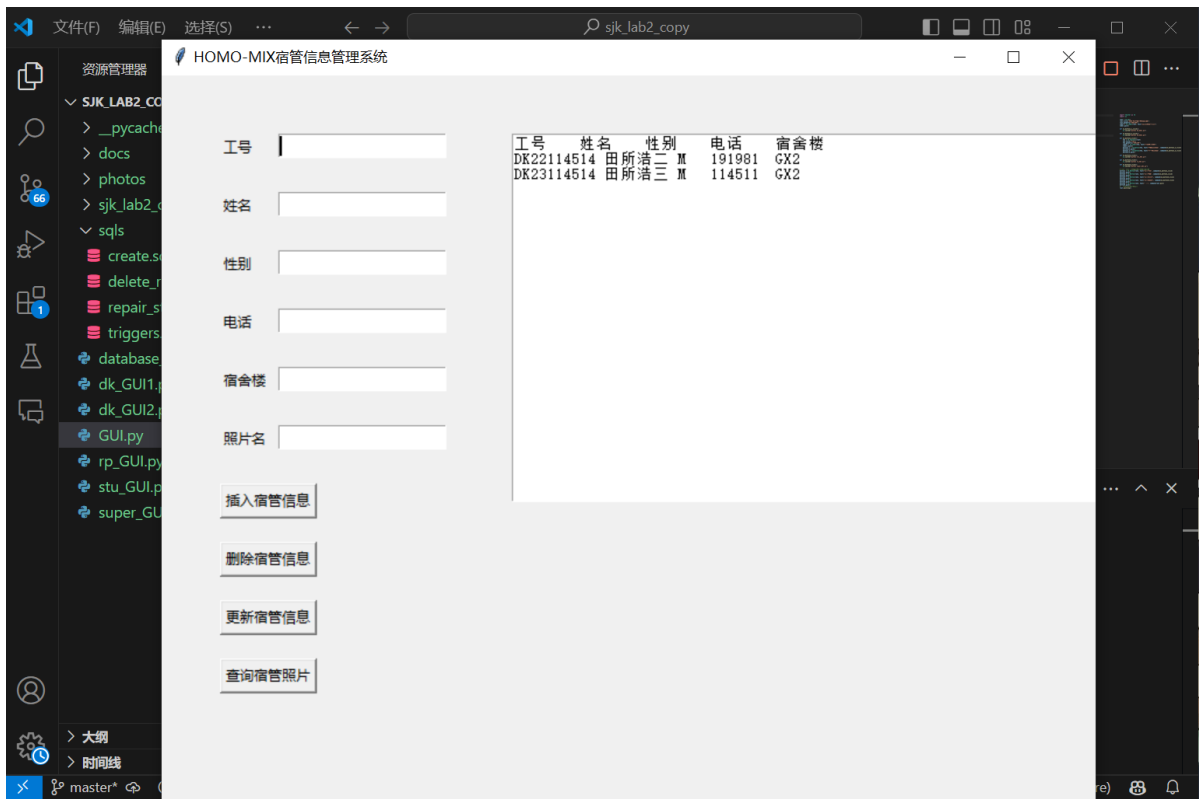 文件(F) 编辑(E) 选择(S) ··· sjk_lab2_copy
HOMO-MIX宿管信息管理系统
资源管理器
SJK_LAB2_CO
__pycache
docs
photos
sjk_lab2_c
sqls
create.s
delete_r
repair_s
triggers.
database_
dk_GUI1.p
dk_GUI2.p
GUI.py
rp_GUI.py
stu_GUI.p
super_GU
大纲
时间线
master*
66
1
工号
姓名
性别
电话
宿舍楼
照片名
插入宿管信息
删除宿管信息
更新宿管信息
查询宿管照片
工号 姓名 性别 电话 宿舍楼
DK22114514 田所浩二 M 191981 GX2
DK23114514 田所浩三 M 114511 GX2
re)